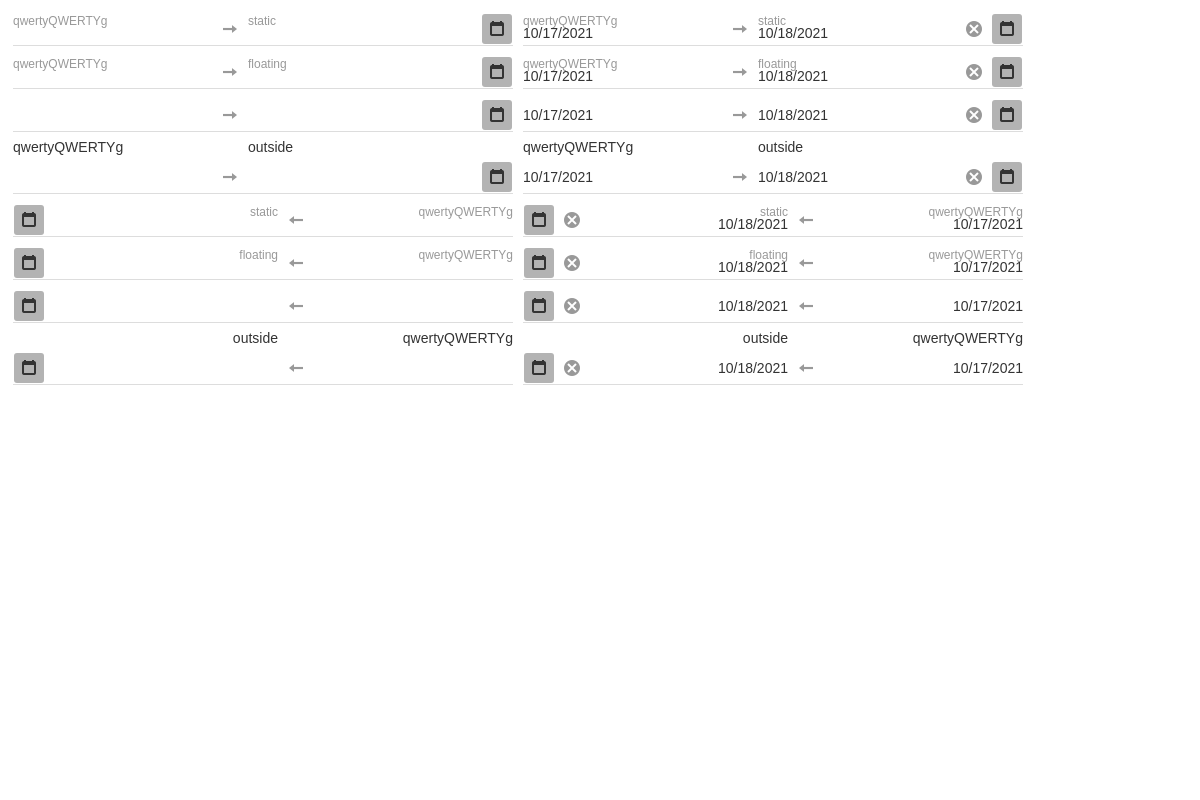 qwertyQWERTYg static qwertyQWERTYg static
10/17/2021 10/18/2021
qwertyQWERTYg floating qwertyQWERTYg floating
10/17/2021 10/18/2021
10/17/2021 10/18/2021
qwertyQWERTYg outside qwertyQWERTYg outside
10/17/2021 10/18/2021
static qwertyQWERTYg static qwertyQWERTYg
10/18/2021 10/17/2021
floating qwertyQWERTYg floating qwertyQWERTYg
10/18/2021 10/17/2021
10/18/2021 10/17/2021
outside qwertyQWERTYg outside qwertyQWERTYg
10/18/2021 10/17/2021